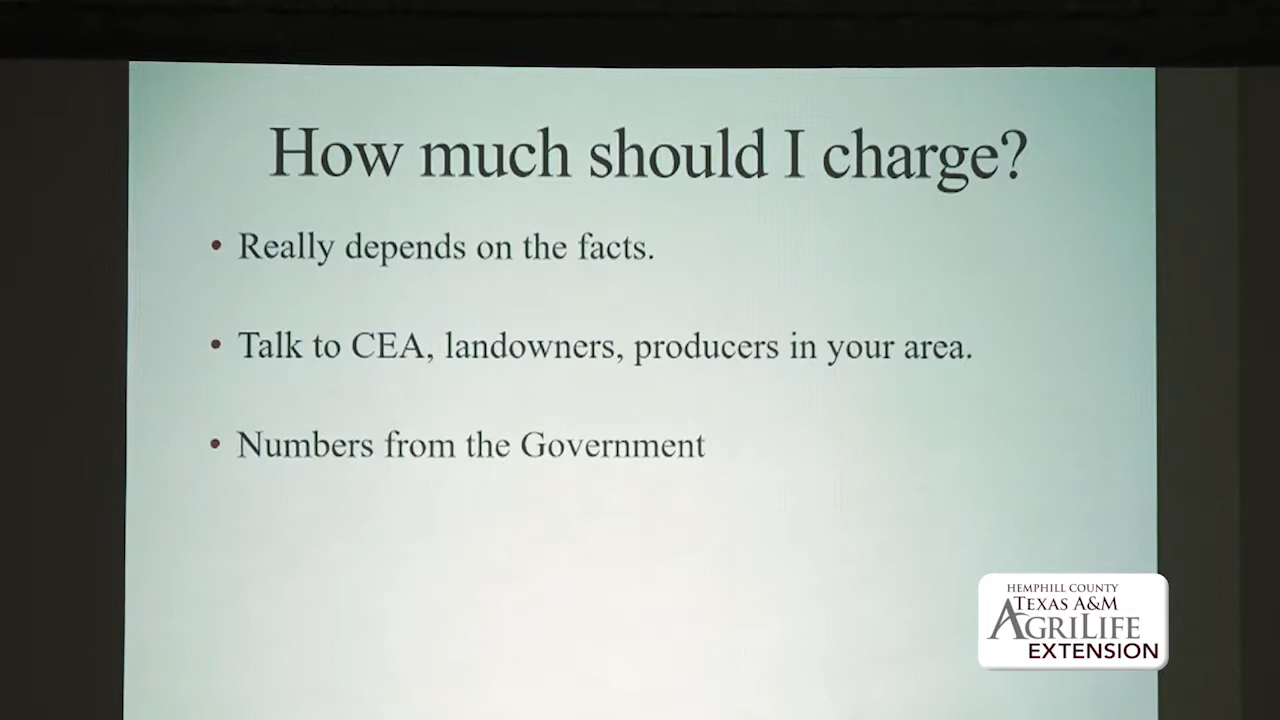 How much should I charge?
• Really depends on the facts.
• Talk to CEA, landowners, producers in your area.
• Numbers from the Government
HEMPHILL COUNTY
TEXAS A&M
AGRILIFE
EXTENSION